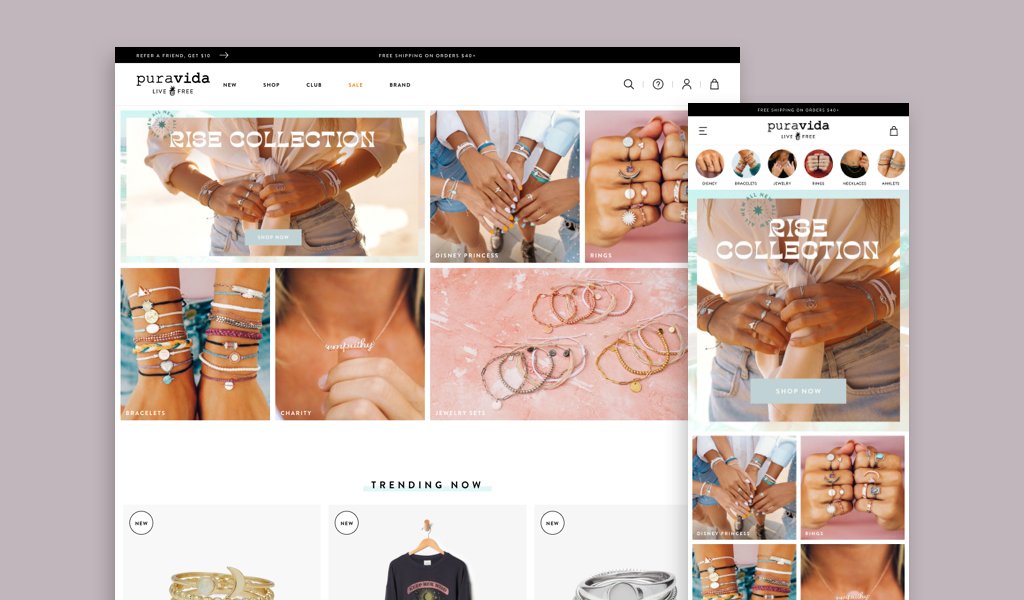 REFER A FRIEND, GET $10
FREE SHIPPING ON ORDERS $40+
puravida
LIVE FREE
NEW
SHOP
CLUB
SALE
BRAND
RISE COLLECTION
SHOP NOW
DISNEY PRINCESS
RINGS
BRACELETS
empathy
CHARITY
JEWELRY SETS
TRENDING NOW
NEW
NEW
NEW
FREE SHIPPING ON ORDERS $40+
puravida
LIVE FREE
DISNEY
BRACELETS
JEWELRY
RINGS
NECKLACES
ANKLETS
ALL NEW
RISE
COLLECTION
SHOP NOW
DISNEY PRINCESS
RINGS